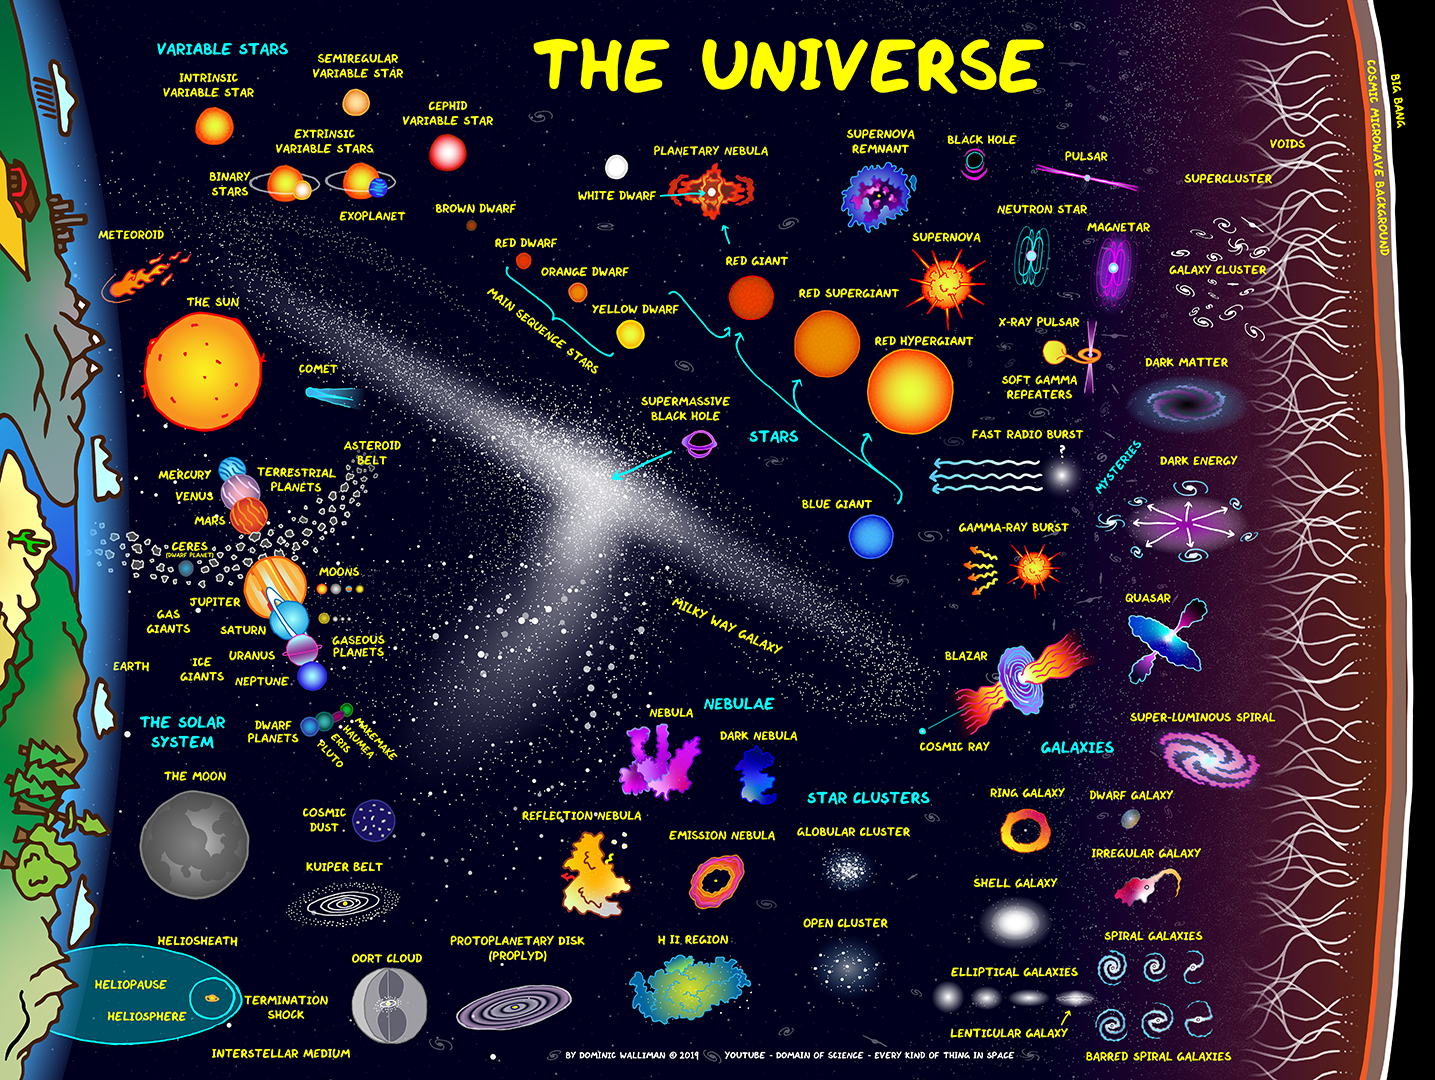 THE UNIVERSE
VARIABLE STARS
INTRINSIC
VARIABLE STAR
SEMIREGULAR
VARIABLE STAR
CEPHID
VARIABLE STAR
EXTRINSIC
VARIABLE STARS
BINARY
STARS
EXOPLANET
METEOROID
THE SUN
COMET
BROWN DWARF
RED DWARF
ORANGE DWARF
YELLOW DWARF
MAIN SEQUENCE STARS
WHITE DWARF
PLANETARY NEBULA
RED GIANT
RED SUPERGIANT
RED HYPERGIANT
STARS
BLUE GIANT
SUPERMASSIVE
BLACK HOLE
SUPERNOVA
REMNANT
BLACK HOLE
PULSAR
NEUTRON STAR
MAGNETAR
SUPERNOVA
X-RAY PULSAR
SOFT GAMMA
REPEATERS
FAST RADIO BURST
?
GAMMA-RAY BURST
MYSTERIES
VOIDS
SUPERCLUSTER
GALAXY CLUSTER
DARK MATTER
DARK ENERGY
BIG BANG
COSMIC MICROWAVE BACKGROUND
QUASAR
BLAZAR
COSMIC RAY
SUPER-LUMINOUS SPIRAL
GALAXIES
ASTEROID
BELT
MERCURY
VENUS
MARS
TERRESTRIAL
PLANETS
CERES
(DWARF PLANET)
MOONS
JUPITER
SATURN
GAS
GIANTS
URANUS
NEPTUNE
ICE
GIANTS
GASEOUS
PLANETS
EARTH
THE SOLAR
SYSTEM
DWARF
PLANETS
PLUTO
ERIS
HAUMEA
MAKEMAKE
MILKY WAY GALAXY
THE MOON
COSMIC
DUST
KUIPER BELT
NEBULAE
NEBULA
DARK NEBULA
REFLECTION NEBULA
EMISSION NEBULA
STAR CLUSTERS
GLOBULAR CLUSTER
OPEN CLUSTER
RING GALAXY
DWARF GALAXY
IRREGULAR GALAXY
SHELL GALAXY
SPIRAL GALAXIES
ELLIPTICAL GALAXIES
LENTICULAR GALAXY
BARRED SPIRAL GALAXIES
HELIOSHEATH
HELIOPAUSE
HELIOSPHERE
TERMINATION
SHOCK
INTERSTELLAR MEDIUM
OORT CLOUD
PROTOPLANETARY DISK
(PROPLYD)
H II REGION
BY DOMINIC WALLIMAN © 2019 YOUTUBE - DOMAIN OF SCIENCE - EVERY KIND OF THING IN SPACE